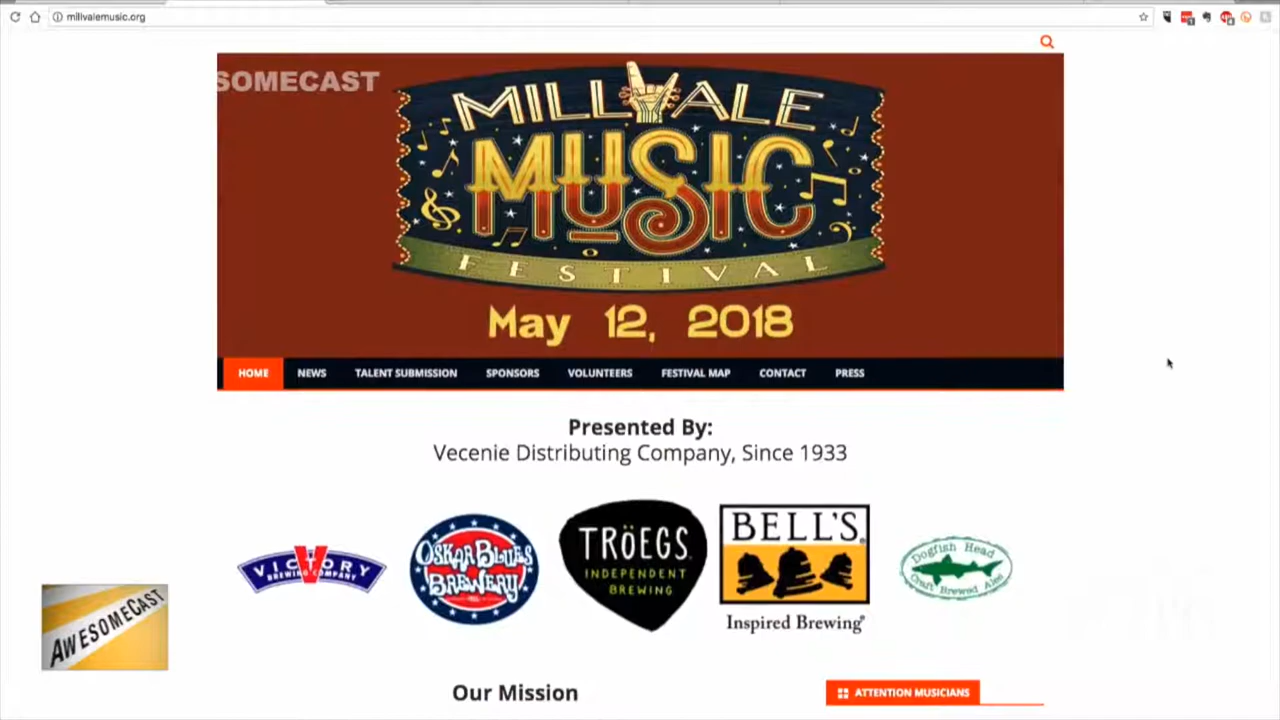 millvalemusic.org
SOMECAST
MILLVALE
MUSIC
FESTIVAL
May 12, 2018
HOME NEWS TALENT SUBMISSION SPONSORS VOLUNTEERS FESTIVAL MAP CONTACT PRESS
Presented By:
Vecenie Distributing Company, Since 1933
VICTORY
BREWING COMPANY
OSKAR BLUES
BREWERY
TRöEGS
INDEPENDENT
BREWING
BELL'S
Inspired Brewing®
Dogfish Head
Craft Brewed Ales
AWESOMECAST
Our Mission
ATTENTION MUSICIANS